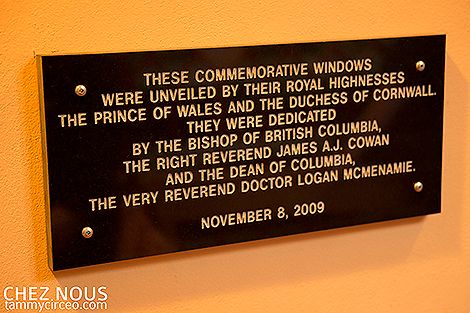 THESE COMMEMORATIVE WINDOWS
WERE UNVEILED BY THEIR ROYAL HIGHNESSES
THE PRINCE OF WALES AND THE DUCHESS OF CORNWALL.
THEY WERE DEDICATED
BY THE BISHOP OF BRITISH COLUMBIA,
THE RIGHT REVEREND JAMES A.J. COWAN
AND THE DEAN OF COLUMBIA,
THE VERY REVEREND DOCTOR LOGAN MCMENAMIE.
NOVEMBER 8, 2009
CHEZ NOUS
tammycirceo.com